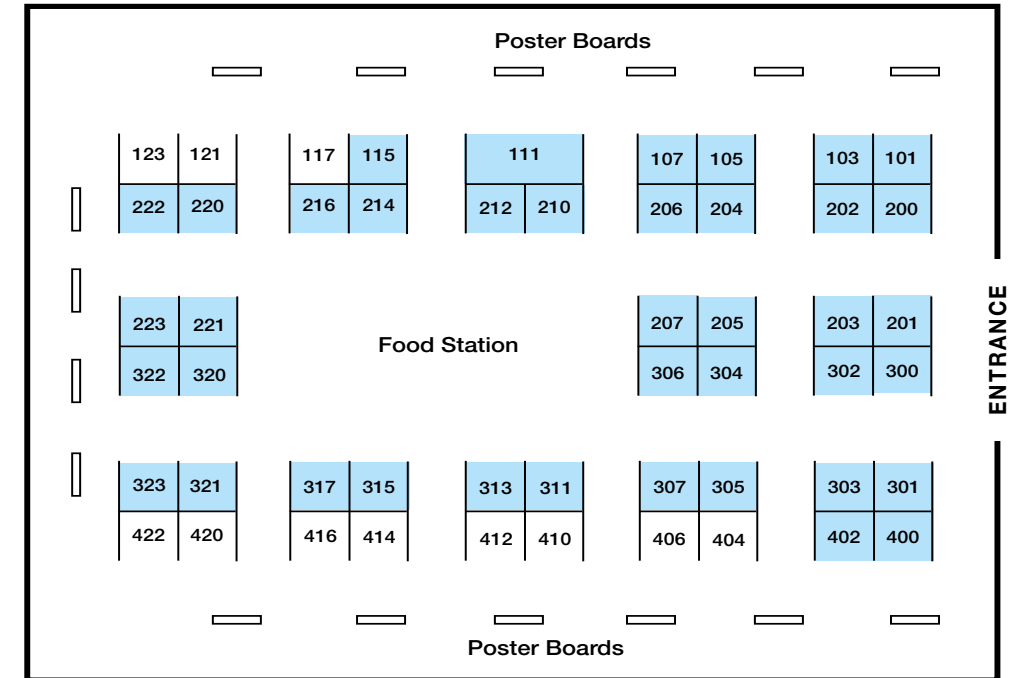 Poster Boards
123 121 117 115 111 107 105 103 101
222 220 216 214 212 210 206 204 202 200
223 221 207 205 203 201
Food Station
322 320 306 304 302 300
ENTRANCE
323 321 317 315 313 311 307 305 303 301
422 420 416 414 412 410 406 404 402 400
Poster Boards